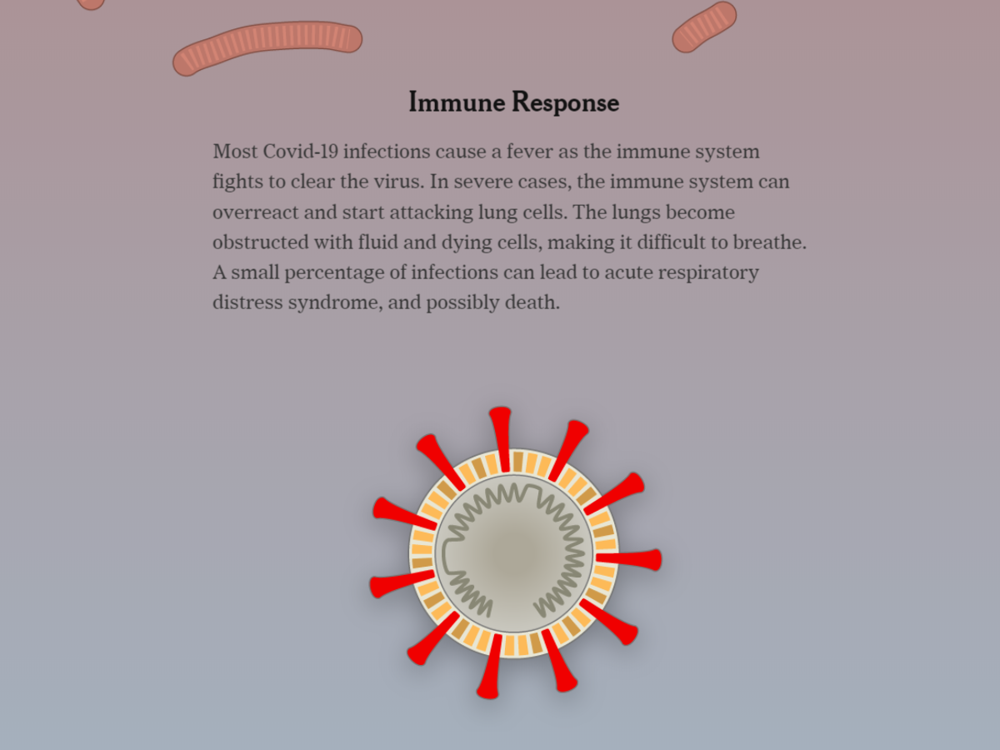 Immune Response
Most Covid-19 infections cause a fever as the immune system
fights to clear the virus. In severe cases, the immune system can
overreact and start attacking lung cells. The lungs become
obstructed with fluid and dying cells, making it difficult to breathe.
A small percentage of infections can lead to acute respiratory
distress syndrome, and possibly death.